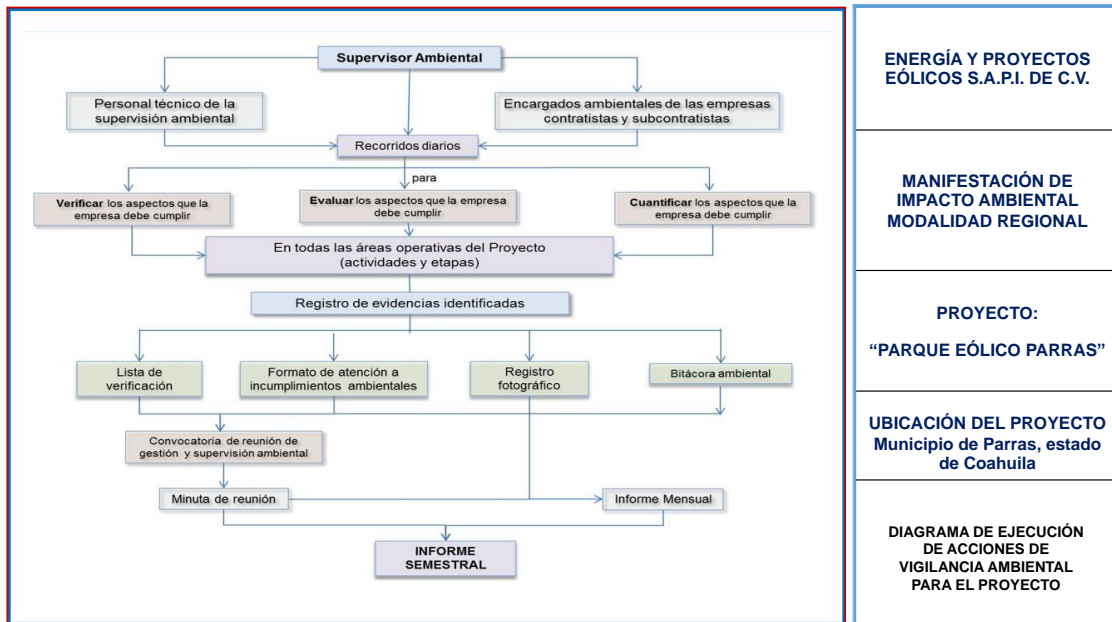 Supervisor Ambiental
Personal técnico de la
supervisión ambiental
Encargados ambientales de las empresas
contratistas y subcontratistas
Recorridos diarios
para
Verificar los aspectos que la
empresa debe cumplir
Evaluar los aspectos que la empresa
debe cumplir
Cuantificar los aspectos que la
empresa debe cumplir
En todas las áreas operativas del Proyecto
(actividades y etapas)
Registro de evidencias identificadas
Lista de
verificación
Formato de atención a
incumplimientos ambientales
Registro
fotográfico
Bitácora ambiental
Convocatoria de reunión de
gestión y supervisión ambiental
Minuta de reunión
Informe Mensual
INFORME
SEMESTRAL
ENERGÍA Y PROYECTOS
EÓLICOS S.A.P.I. DE C.V.
MANIFESTACIÓN DE
IMPACTO AMBIENTAL
MODALIDAD REGIONAL
PROYECTO:
“PARQUE EÓLICO PARRAS”
UBICACIÓN DEL PROYECTO
Municipio de Parras, estado
de Coahuila
DIAGRAMA DE EJECUCIÓN
DE ACCIONES DE
VIGILANCIA AMBIENTAL
PARA EL PROYECTO